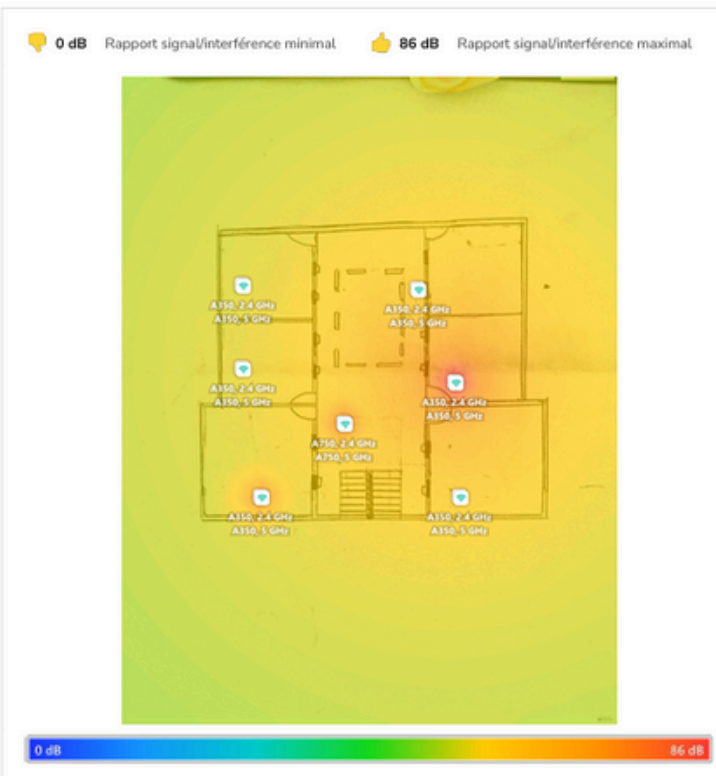 0 dB Rapport signal/interférence minimal 86 dB Rapport signal/interférence maximal
A350, 2.4 GHz
A350, 5 GHz
A350, 2.4 GHz
A350, 5 GHz
A350, 2.4 GHz
A350, 5 GHz
A350, 2.4 GHz
A350, 5 GHz
A750, 2.4 GHz
A750, 5 GHz
A350, 2.4 GHz
A350, 5 GHz
A350, 2.4 GHz
A350, 5 GHz
0 dB 86 dB